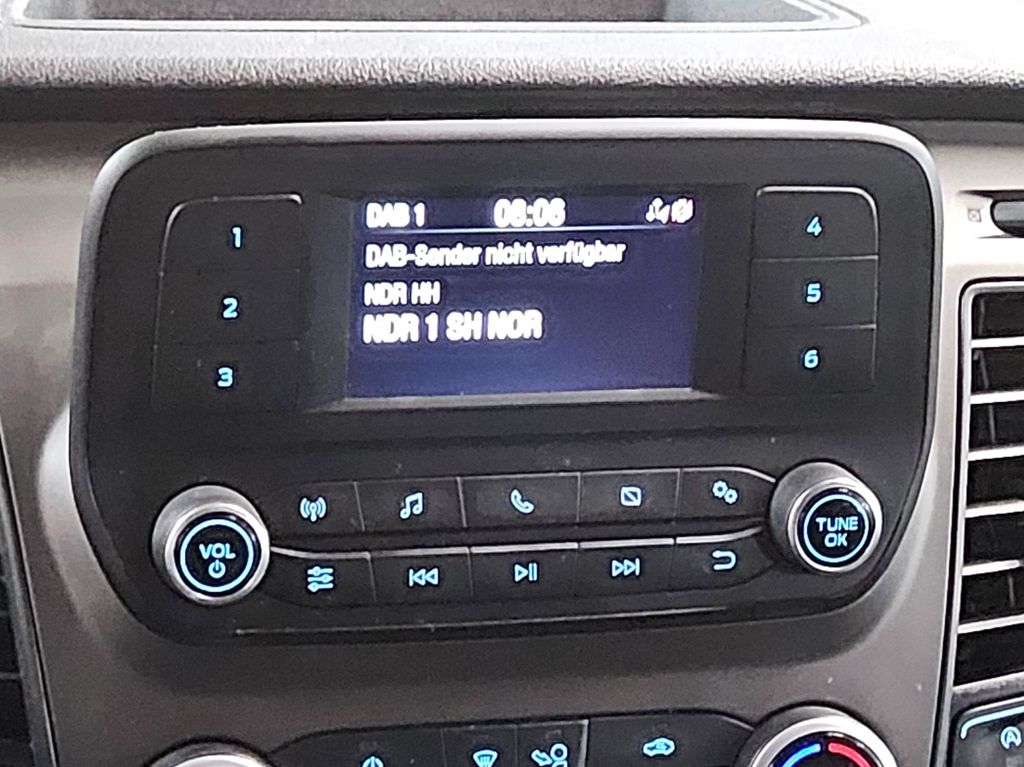 DAB 1 06:06
DAB-Sender nicht verfügbar
NDR HH
NDR 1 SH NOR
1
2
3
4
5
6
VOL
TUNE
OK
A